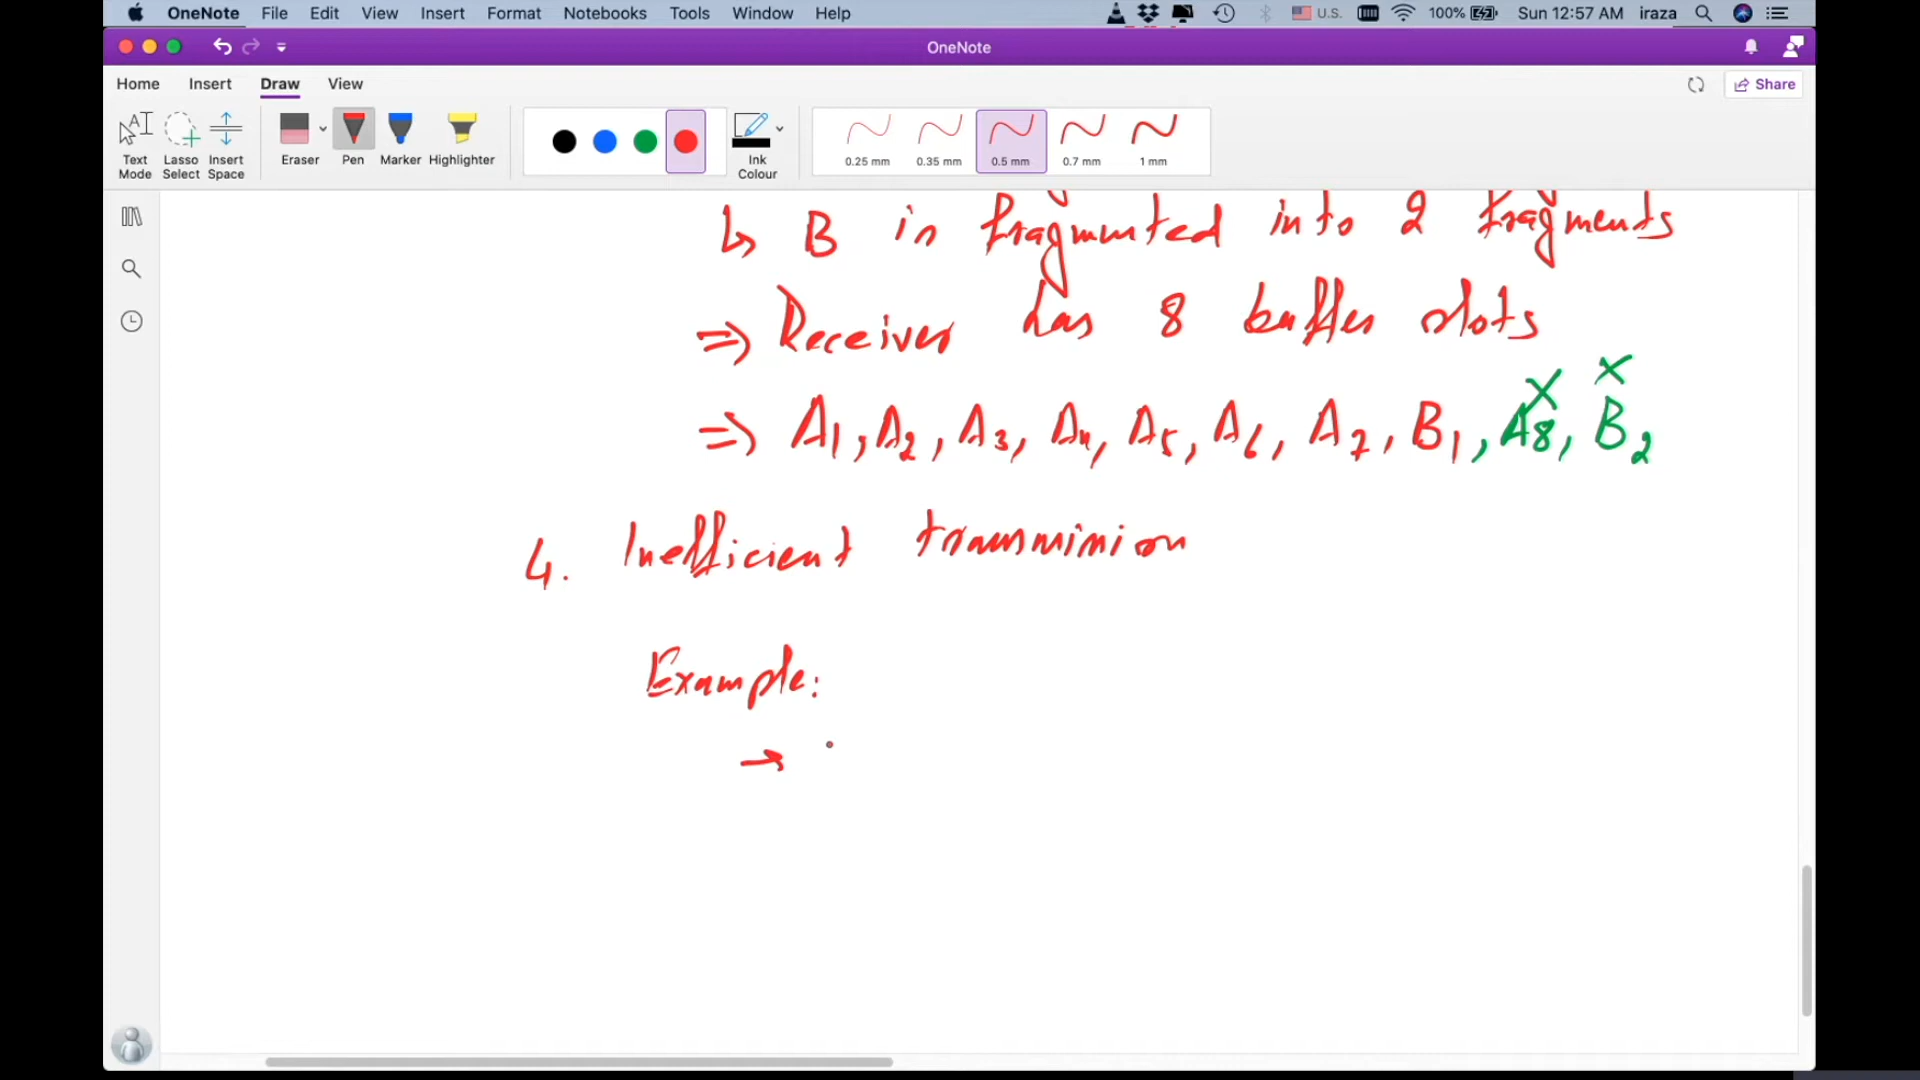 OneNote File Edit View Insert Format Notebooks Tools Window Help U.S. 100% Sun 12:57 AM iraza
OneNote
Home Insert Draw View Share
Text Mode Lasso Select Insert Space Eraser Pen Marker Highlighter Ink Colour 0.25 mm 0.35 mm 0.5 mm 0.7 mm 1 mm
↳ B is fragmented into 2 fragments
⇒ Receiver has 8 buffer slots
⇒ A1, A2, A3, A4, A5, A6, A7, B1, A8, B2
4. Inefficient transmission
Example:
→